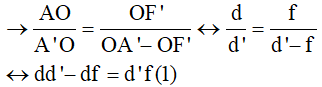 → AO/A'O = OF'/OA'−OF' ↔ d/d' = f/d'−f
↔ dd'−df = d'f(1)